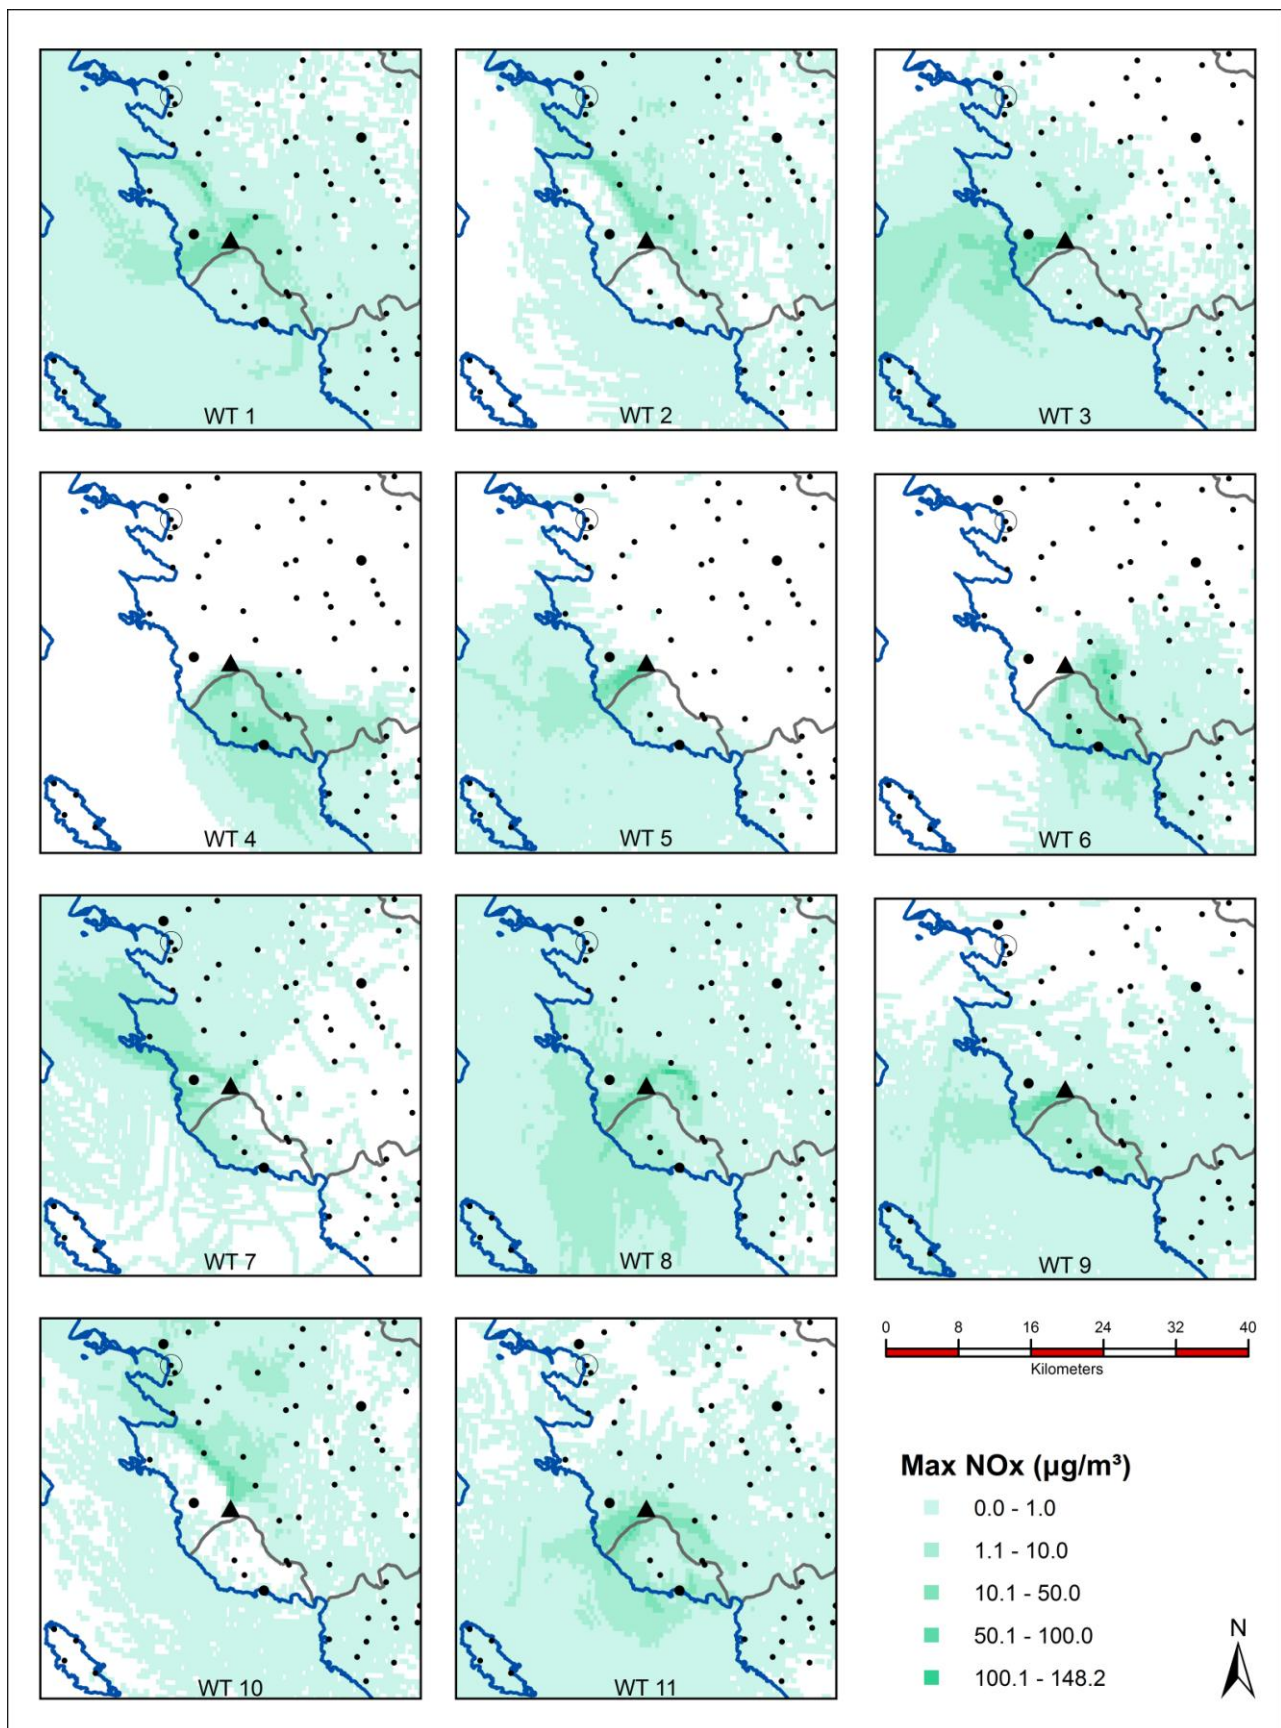 WT 1
WT 2
WT 3
WT 4
WT 5
WT 6
WT 7
WT 8
WT 9
WT 10
WT 11
0 8 16 24 32 40
Kilometers
Max NOx (µg/m³)
0.0 - 1.0
1.1 - 10.0
10.1 - 50.0
50.1 - 100.0
100.1 - 148.2
N